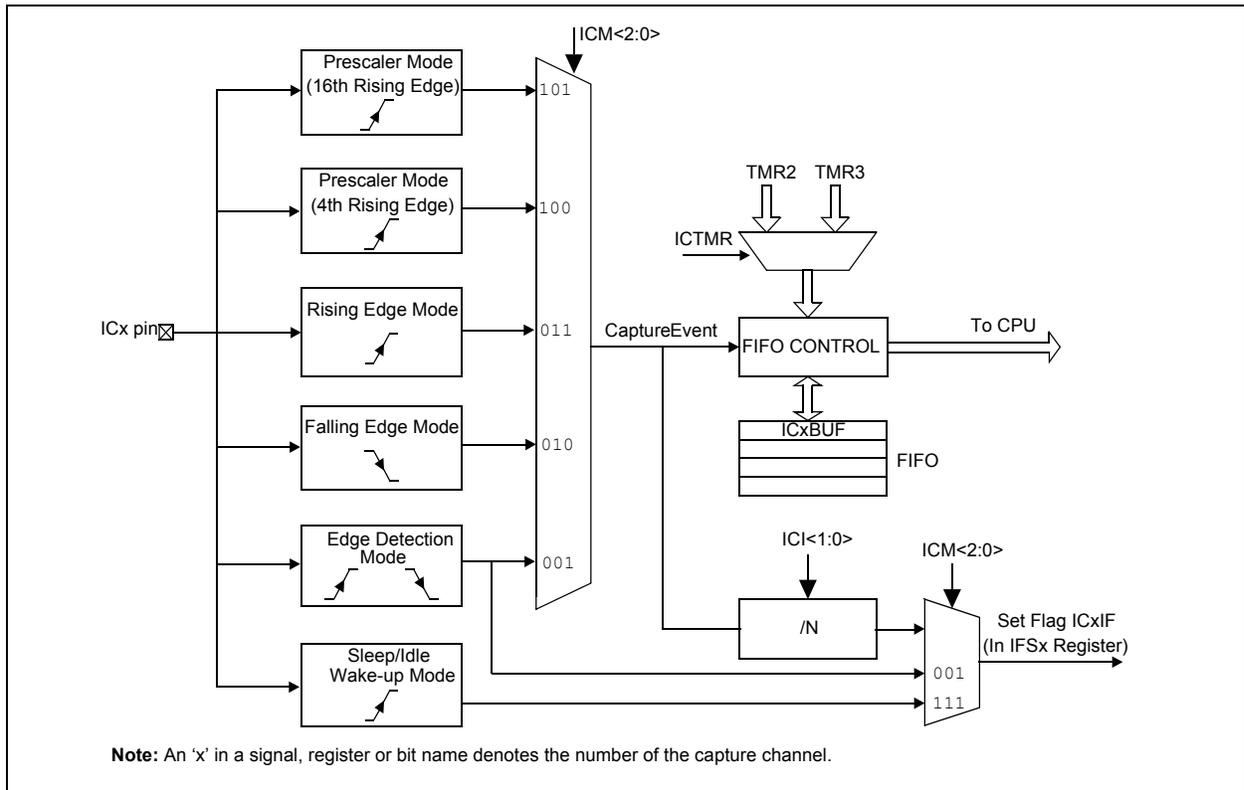 ICM<2:0>
Prescaler Mode
(16th Rising Edge)
101
Prescaler Mode
(4th Rising Edge)
100
TMR2
TMR3
ICTMR
Rising Edge Mode
ICx pin
011
CaptureEvent
FIFO CONTROL
To CPU
Falling Edge Mode
010
ICxBUF
FIFO
Edge Detection
Mode
001
ICI<1:0>
ICM<2:0>
/N
Set Flag ICxIF
(In IFSx Register)
001
111
Sleep/Idle
Wake-up Mode
Note: An ‘x’ in a signal, register or bit name denotes the number of the capture channel.